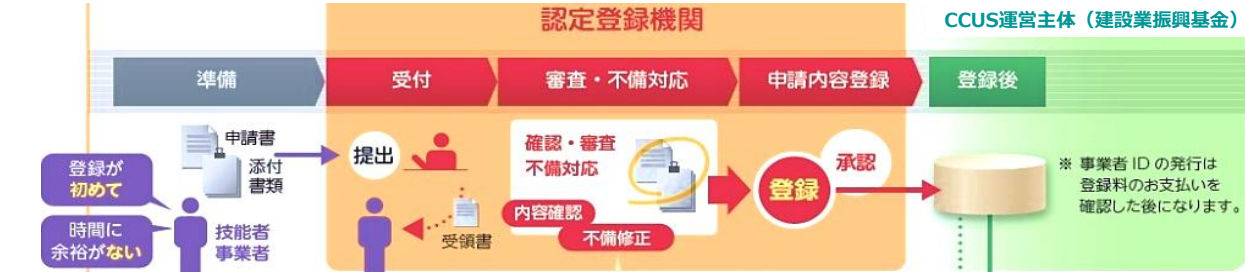 認定登録機関
CCUS運営主体（建設業振興基金）
準備
受付
審査・不備対応
申請内容登録
登録後
申請書
添付
書類
登録が
初めて
時間に
余裕がない
技能者
事業者
提出
受領書
確認・審査
不備対応
内容確認
不備修正
登録
承認
※ 事業者 ID の発行は
登録料のお支払いを
確認した後になります。